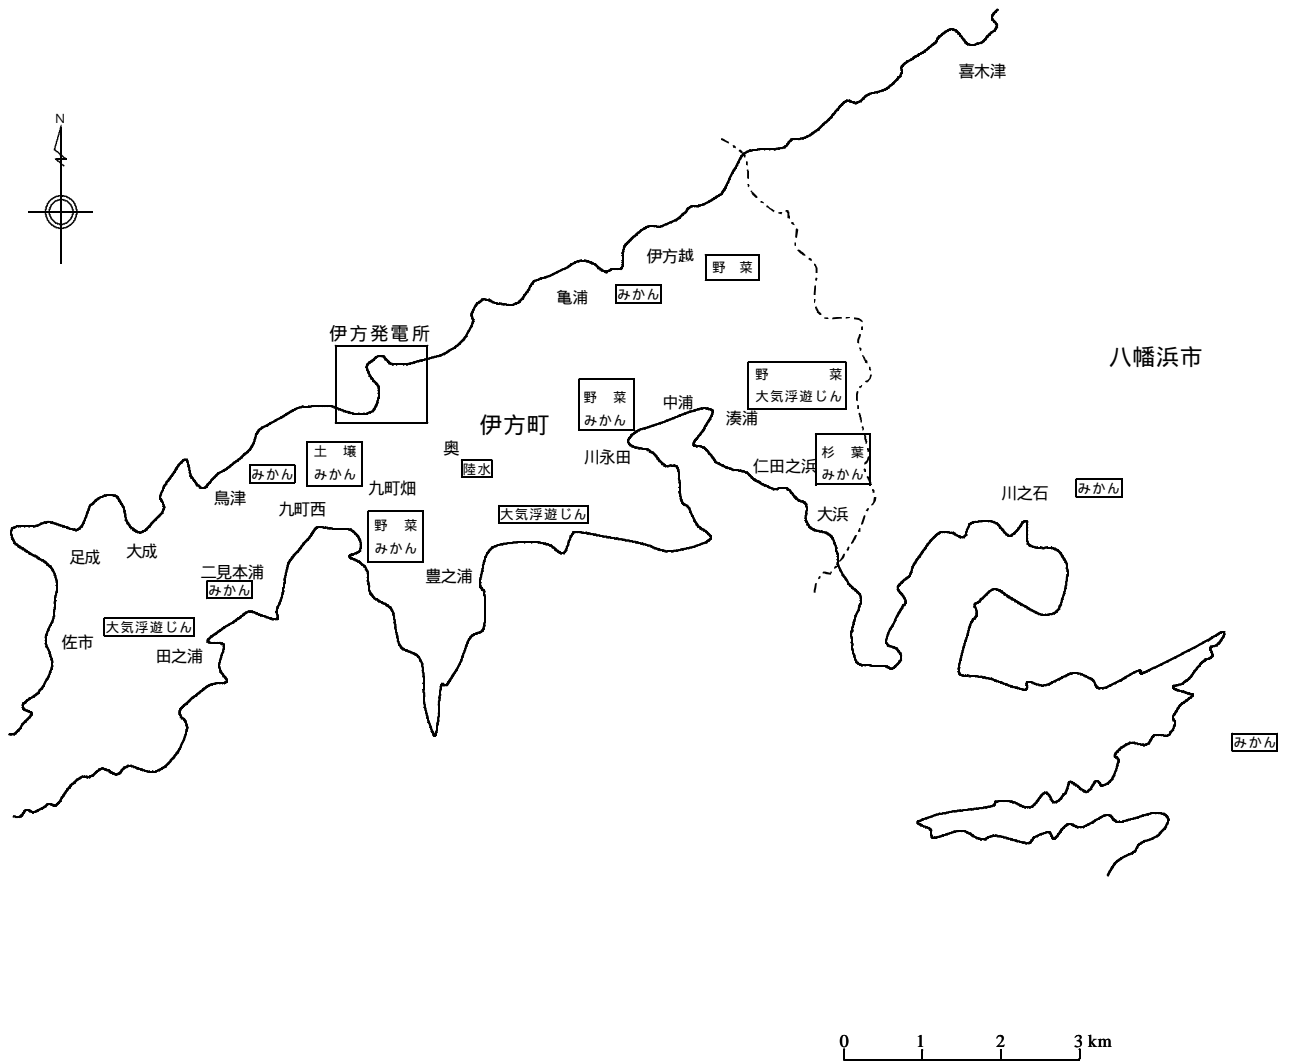 喜木津
N
伊方越
野 菜
亀浦
みかん
伊方発電所
八幡浜市
野 菜
大気浮遊じん
野 菜
みかん
中浦
湊浦
伊方町
奥
陸水
川永田
土 壌
みかん
みかん
鳥津
九町西
九町畑
仁田之浜
杉 葉
みかん
川之石
みかん
大浜
大気浮遊じん
野 菜
みかん
足成
大成
二見本浦
みかん
豊之浦
大気浮遊じん
佐市
田之浦
みかん
0 1 2 3 km